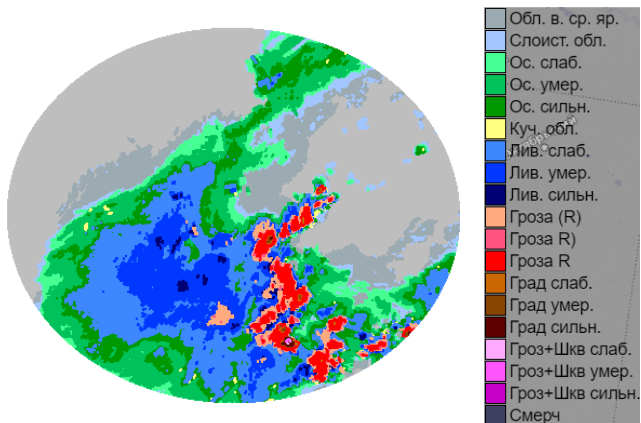 Обл. в. ср. яр.
Слоист. обл.
Ос. слаб.
Ос. умер.
Ос. сильн.
Куч. обл.
Лив. слаб.
Лив. умер.
Лив. сильн.
Гроза (R)
Гроза R)
Гроза R
Град слаб.
Град умер.
Град сильн.
Гроз+Шкв слаб.
Гроз+Шкв умер.
Гроз+Шкв сильн.
Смерч